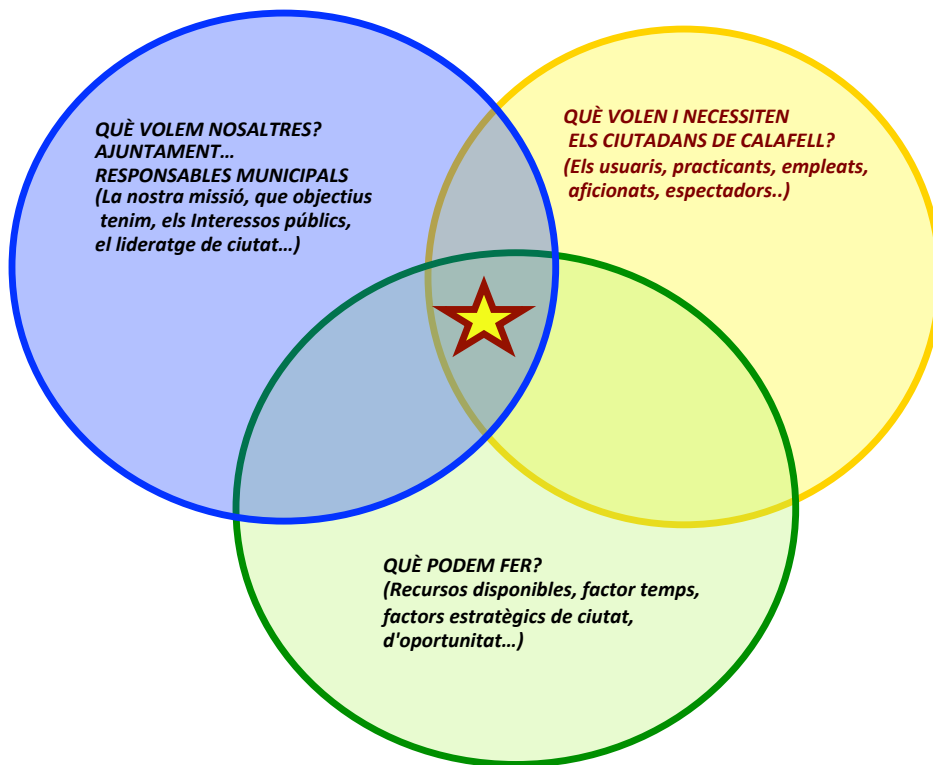 QUÈ VOLEM NOSALTRES?
AJUNTAMENT...
RESPONSABLES MUNICIPALS
(La nostra missió, que objectius
tenim, els Interessos públics,
el lideratge de ciutat...)
QUÈ VOLEN I NECESSITEN
ELS CIUTADANS DE CALAFELL?
(Els usuaris, practicants, empleats,
aficionats, espectadors..)
QUÈ PODEM FER?
(Recursos disponibles, factor temps,
factors estratègics de ciutat,
d'oportunitat...)